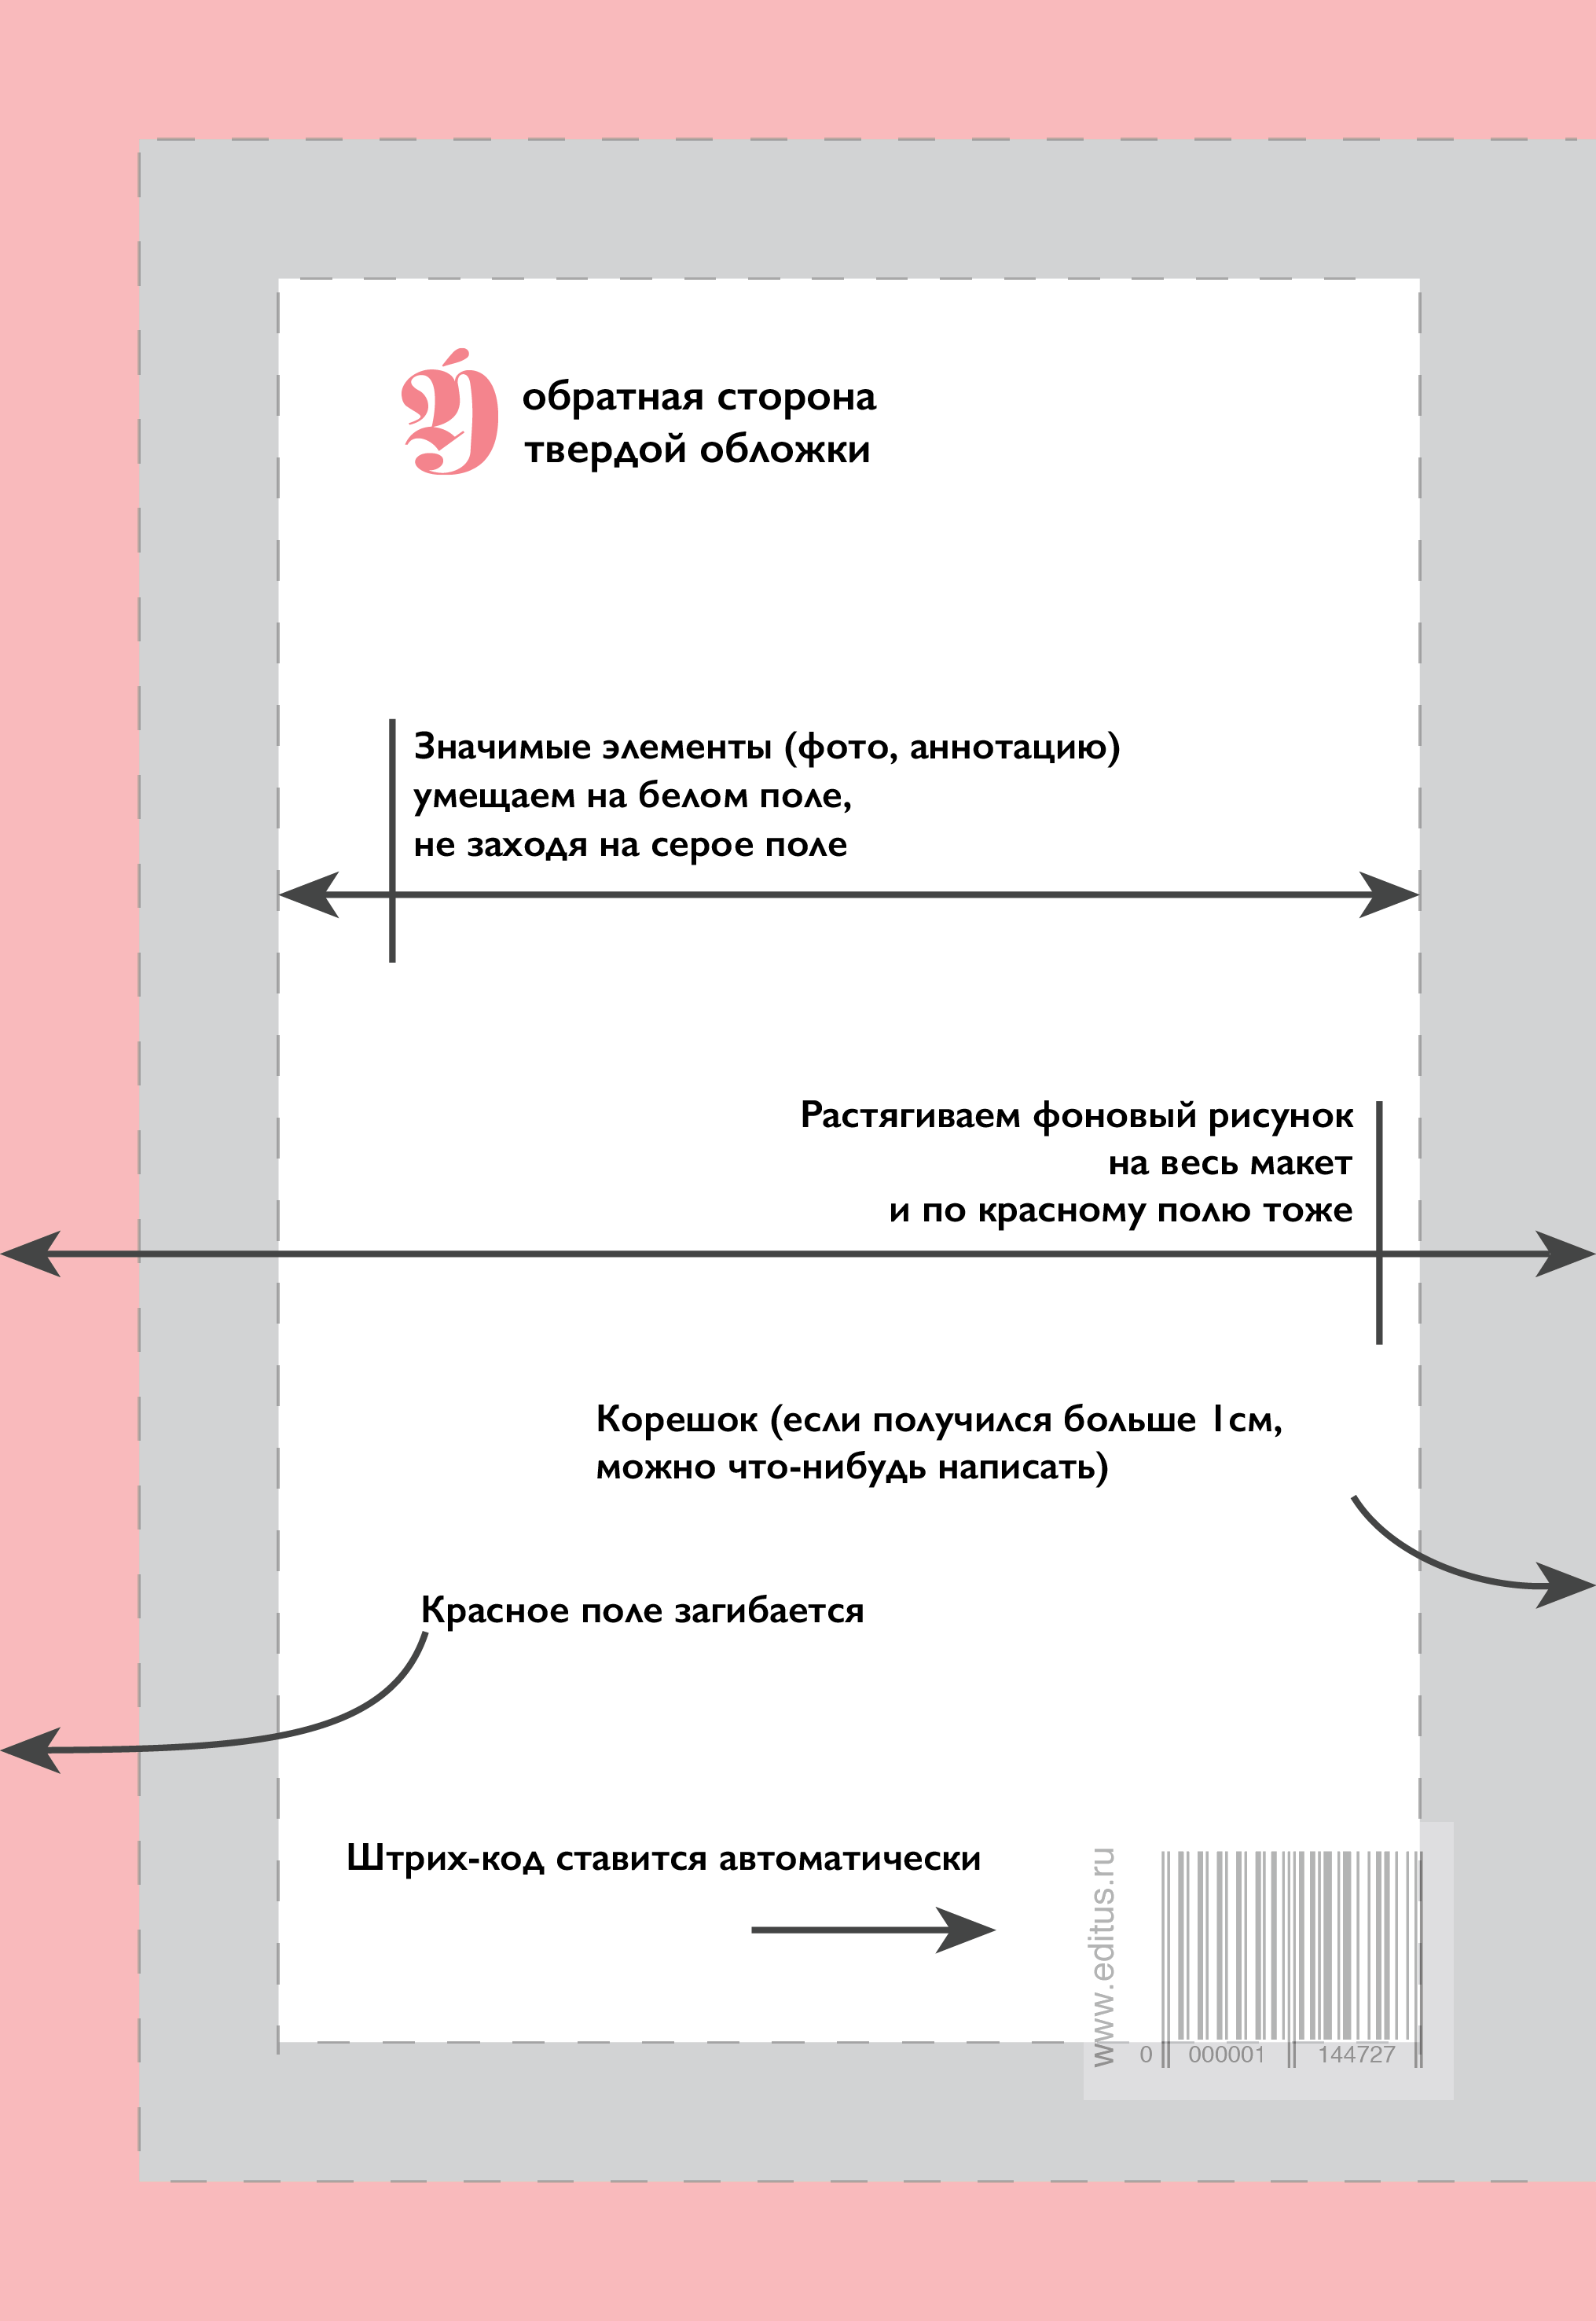 обратная сторона
твердой обложки
Значимые элементы (фото, аннотацию)
умещаем на белом поле,
не заходя на серое поле
Растягиваем фоновый рисунок
на весь макет
и по красному полю тоже
Корешок (если получился больше 1см,
можно что-нибудь написать)
Красное поле загибается
Штрих-код ставится автоматически
www.editus.ru
0 000001 144727